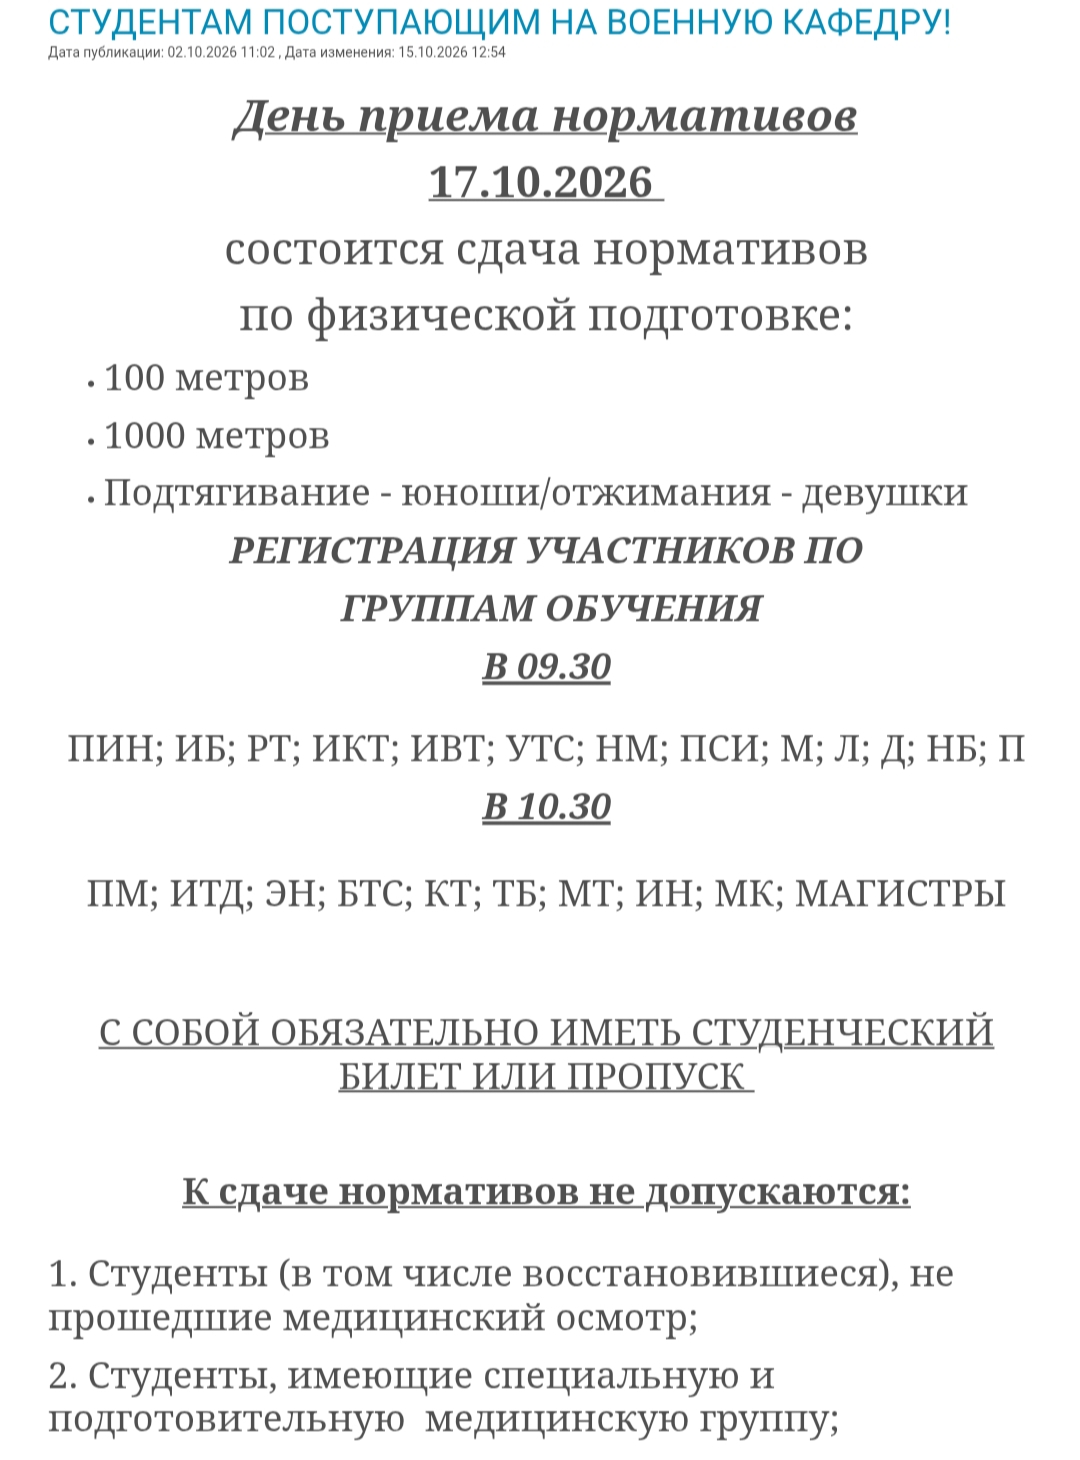 СТУДЕНТАМ ПОСТУПАЮЩИМ НА ВОЕННУЮ КАФЕДРУ!
Дата публикации: 02.10.2026 11:02 , Дата изменения: 15.10.2026 12:54
День приема нормативов
17.10.2026
состоится сдача нормативов
по физической подготовке:
• 100 метров
• 1000 метров
• Подтягивание - юноши/отжимания - девушки
РЕГИСТРАЦИЯ УЧАСТНИКОВ ПО
ГРУППАМ ОБУЧЕНИЯ
В 09.30
ПИН; ИБ; РТ; ИКТ; ИВТ; УТС; НМ; ПСИ; М; Л; Д; НБ; П
В 10.30
ПМ; ИТД; ЭН; БТС; КТ; ТБ; МТ; ИН; МК; МАГИСТРЫ
С СОБОЙ ОБЯЗАТЕЛЬНО ИМЕТЬ СТУДЕНЧЕСКИЙ
БИЛЕТ ИЛИ ПРОПУСК
К сдаче нормативов не допускаются:
1. Студенты (в том числе восстановившиеся), не
прошедшие медицинский осмотр;
2. Студенты, имеющие специальную и
подготовительную  медицинскую группу;